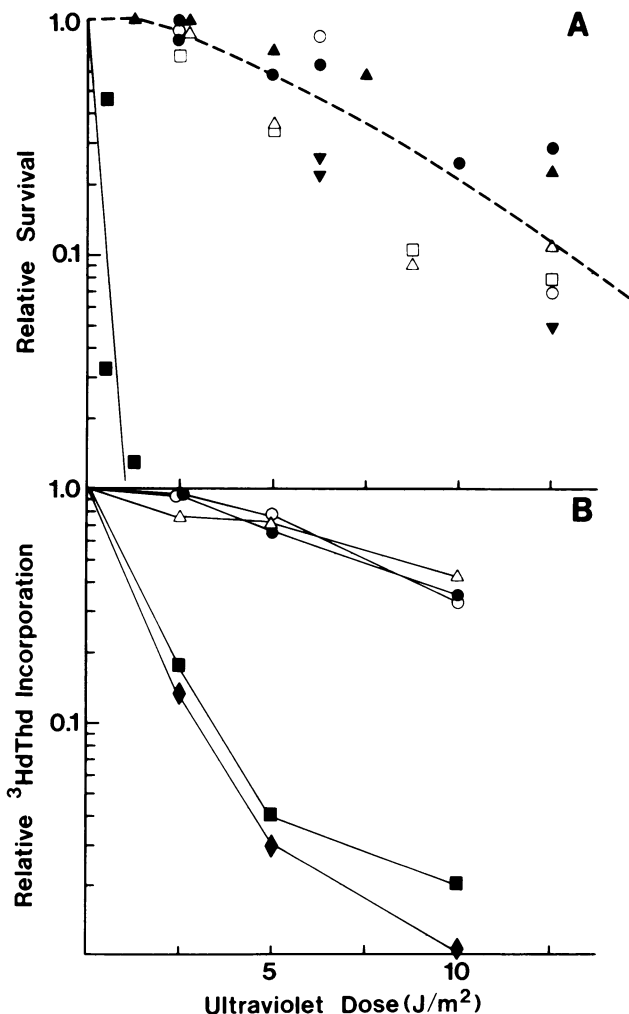 A
1.0
0.1
Relative Survival
B
1.0
0.1
Relative ³HdThd Incorporation
5
10
Ultraviolet Dose (J/m²)